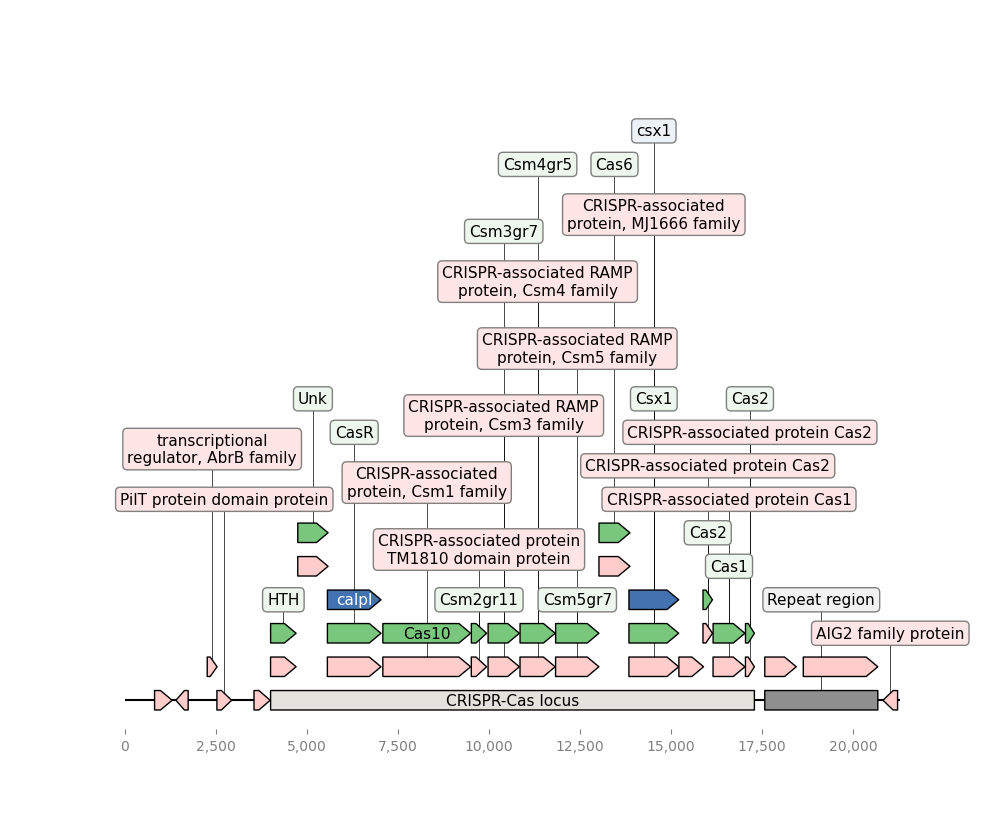 csx1
Csm4gr5
Cas6
CRISPR-associated
protein, MJ1666 family
Csm3gr7
CRISPR-associated RAMP
protein, Csm4 family
CRISPR-associated RAMP
protein, Csm5 family
Unk
Csx1
Cas2
CRISPR-associated RAMP
protein, Csm3 family
CasR
CRISPR-associated protein Cas2
transcriptional
regulator, AbrB family
CRISPR-associated protein Cas2
CRISPR-associated
protein, Csm1 family
PilT protein domain protein
CRISPR-associated protein Cas1
Cas2
CRISPR-associated protein
TM1810 domain protein
Cas1
HTH
calpl
Csm2gr11
Csm5gr7
Repeat region
Cas10
AIG2 family protein
CRISPR-Cas locus
0
2,500
5,000
7,500
10,000
12,500
15,000
17,500
20,000